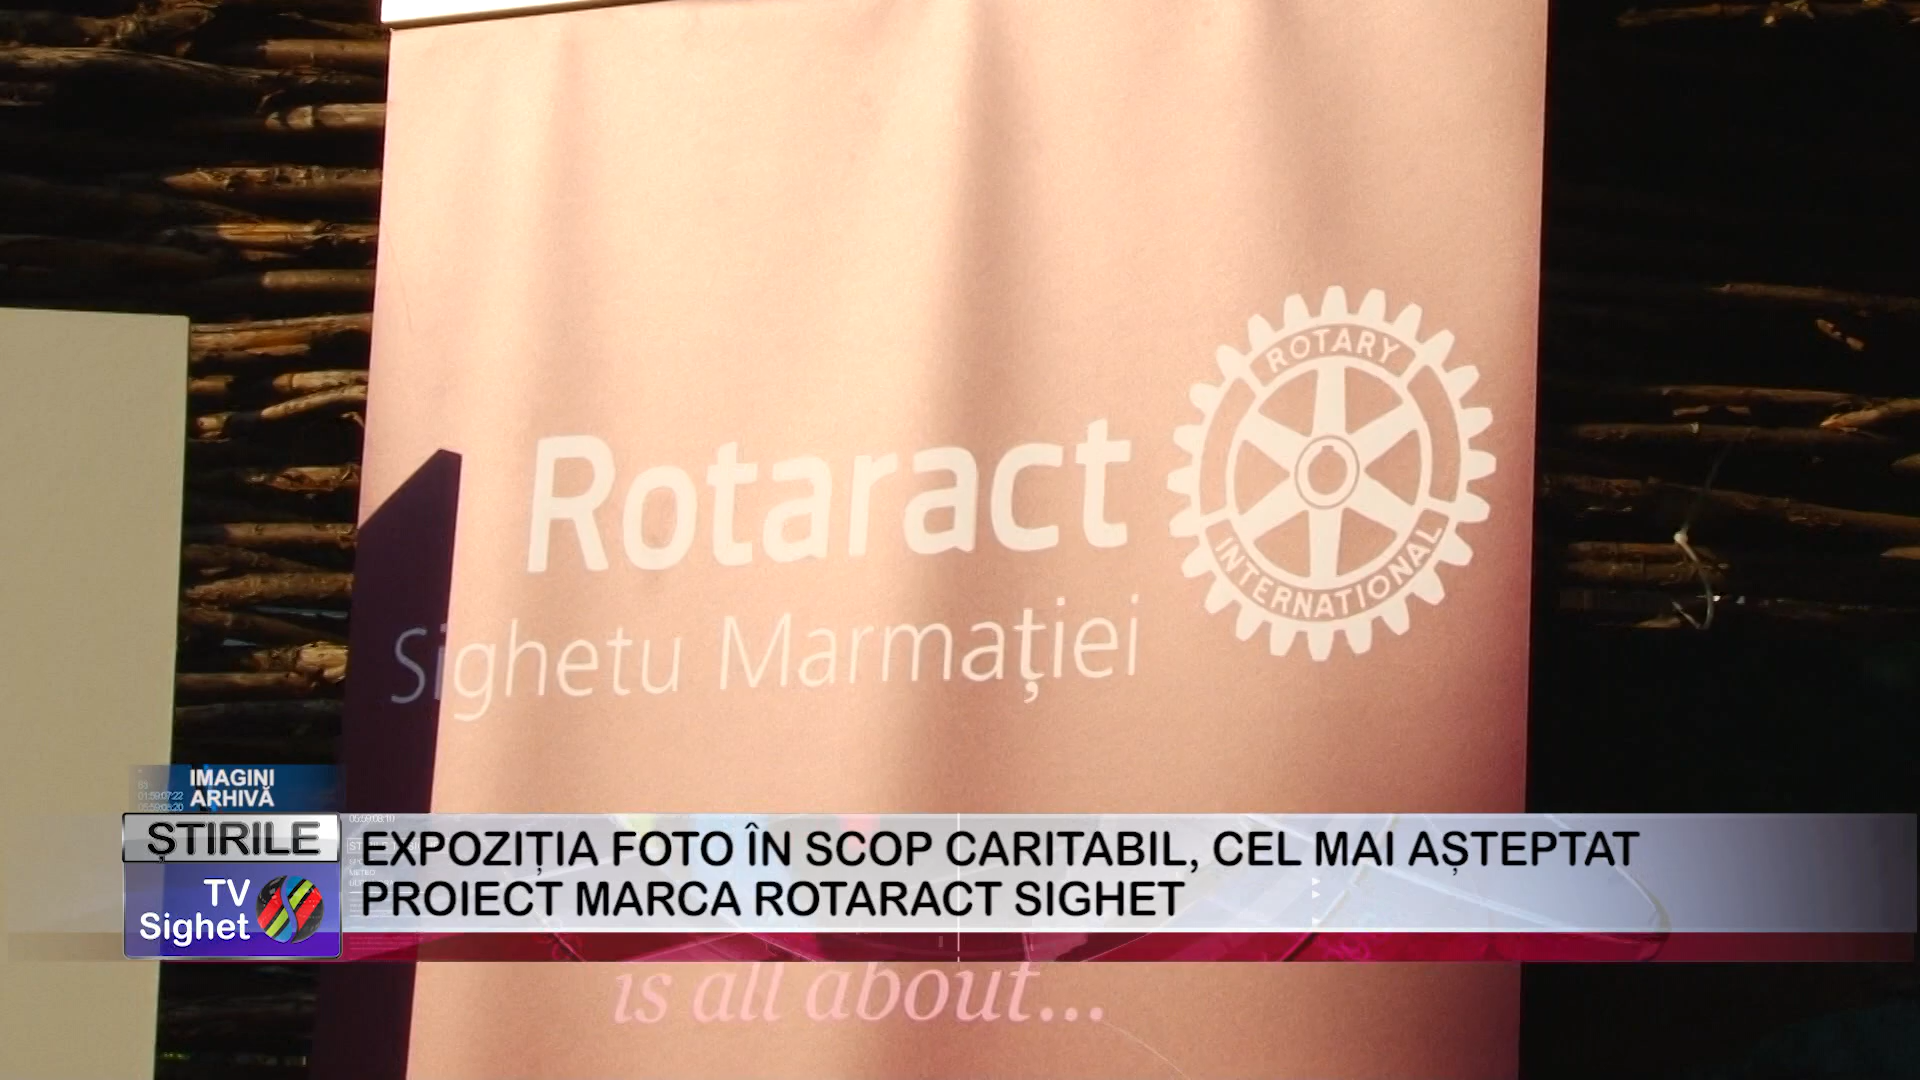 ROTARY
Rotaract
INTERNATIONAL
Sighetu Marmației
IMAGINI
ARHIVĂ
ȘTIRILE
EXPOZIȚIA FOTO ÎN SCOP CARITABIL, CEL MAI AȘTEPTAT
PROIECT MARCA ROTARACT SIGHET
TV
Sighet
is all about...